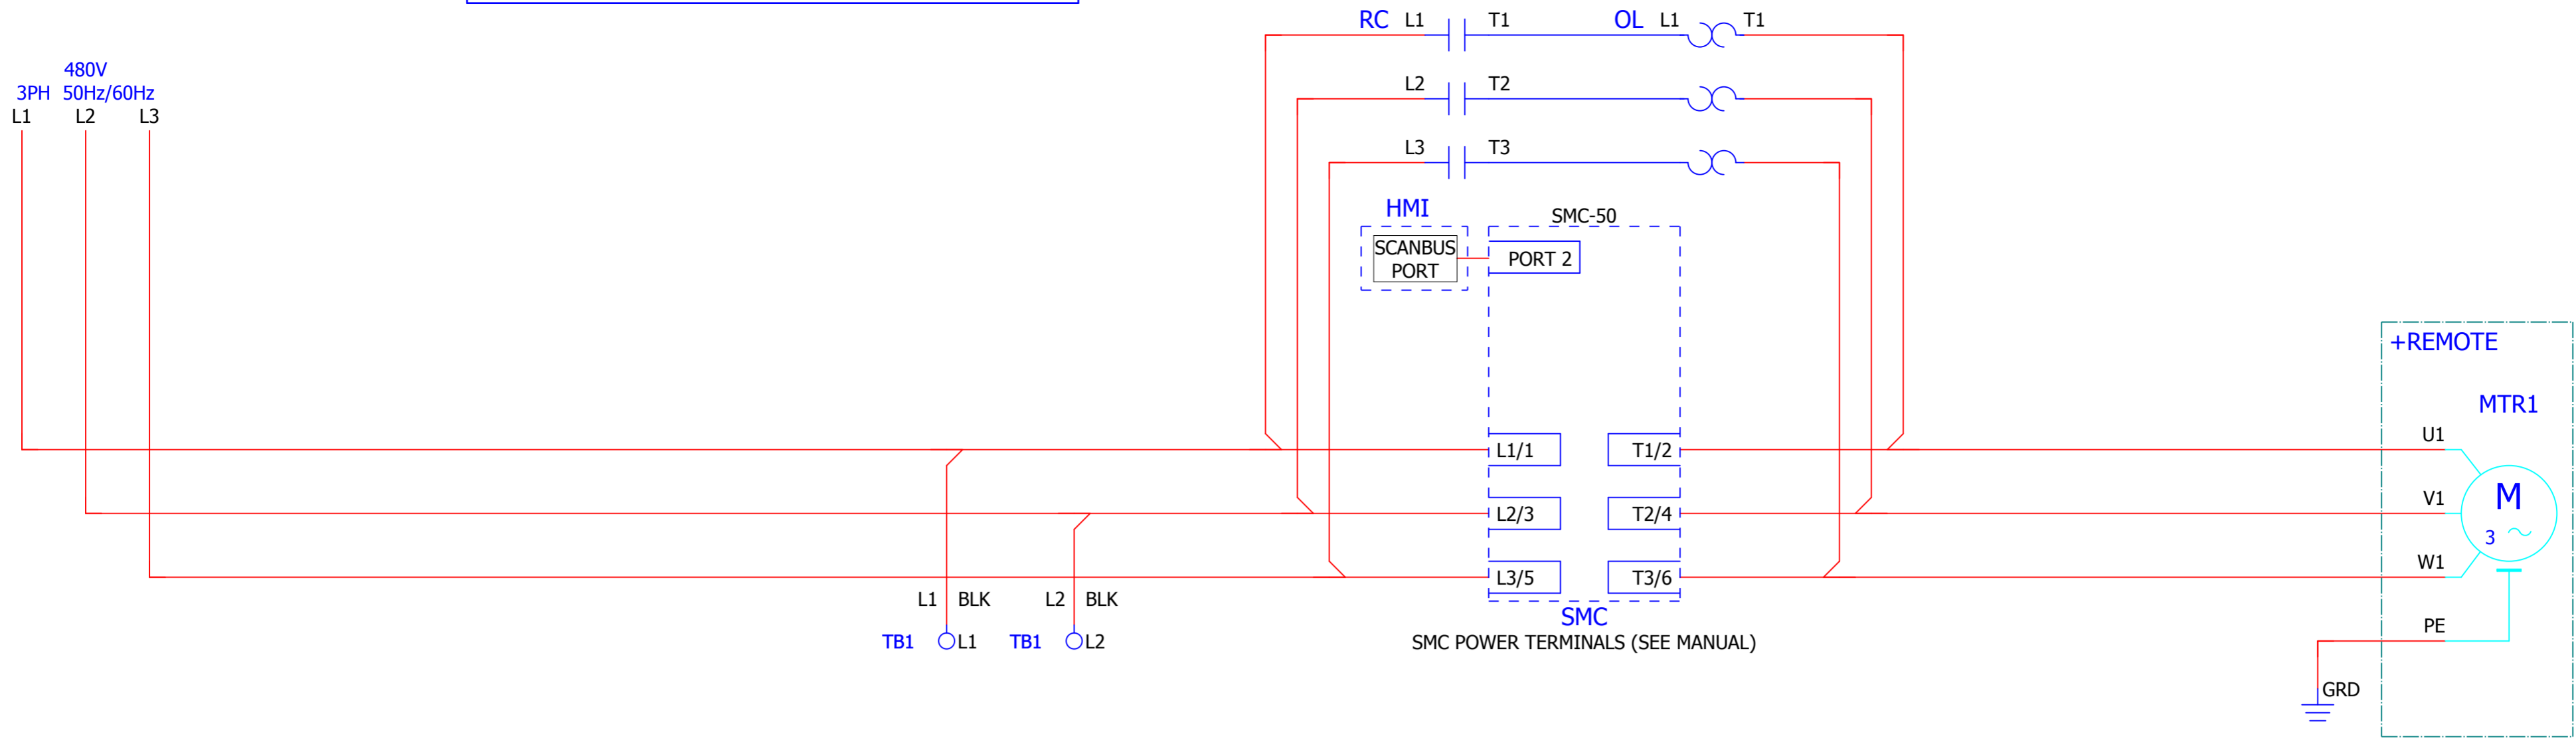 RC L1 T1 OL L1 T1
480V
3PH 50Hz/60Hz
L1 L2 L3
L2 T2
L3 T3
HMI
SMC-50
SCANBUS
PORT
PORT 2
+REMOTE
MTR1
U1
L1/1 T1/2
V1
M
L2/3 T2/4
3
W1
L3/5 T3/6
L1 BLK L2 BLK
SMC
PE
TB1 L1 TB1 L2
SMC POWER TERMINALS (SEE MANUAL)
GRD